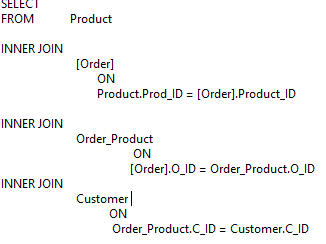 SELECT
FROM Product
INNER JOIN
[Order]
ON
Product.Prod_ID = [Order].Product_ID
INNER JOIN
Order_Product
ON
[Order].O_ID = Order_Product.O_ID
INNER JOIN
Customer
ON
Order_Product.C_ID = Customer.C_ID